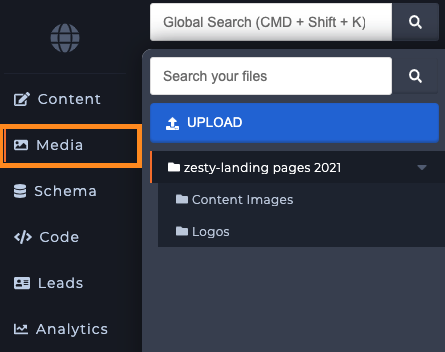 Global Search (CMD + Shift + K)
Search your files
Content
UPLOAD
Media
zesty-landing pages 2021
Schema
Content Images
Code
Logos
Leads
Analytics